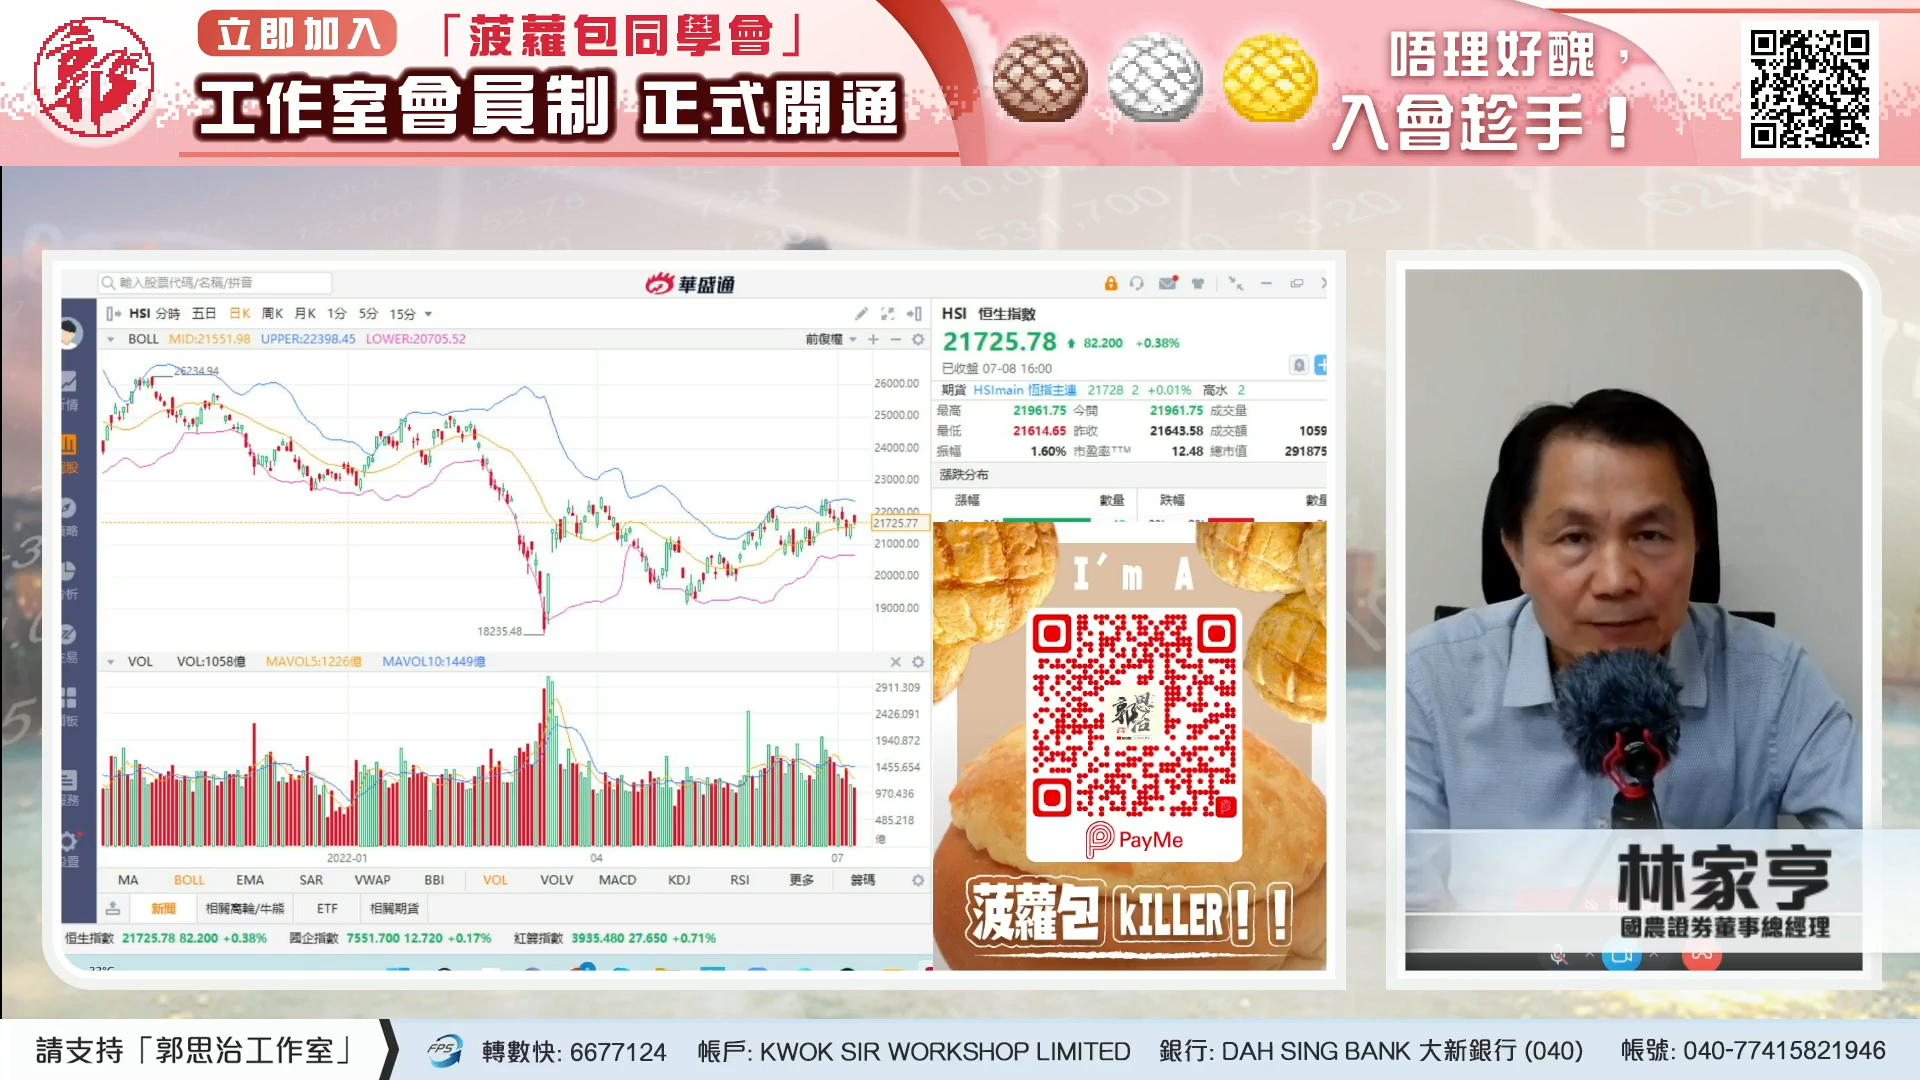 立即加入
「菠蘿包同學會」
工作室會員制 正式開通
唔理好醜，
入會趁手！
輸入股票代碼/名稱/拼音
華盛通
HSI 分時 五日 日K 周K 月K 1分 5分 15分
BOLL MID:21551.98 UPPER:22398.45 LOWER:20705.52
前復權
26234.94
26000.00
25000.00
24000.00
23000.00
22000.00
21725.77
21000.00
20000.00
19000.00
18235.48
VOL VOL:1058億 MAVOL5:1226億 MAVOL10:1449億
2911.309
2426.091
1940.872
1455.654
970.436
485.218
億
2022-01 04 07
MA BOLL EMA SAR VWAP BBI VOL VOLV MACD KDJ RSI 更多 籌碼
新聞 相關窩輪/牛熊 ETF 相關期貨
恒生指數 21725.78 82.200 +0.38% 國企指數 7551.700 12.720 +0.17% 紅籌指數 3935.480 27.650 +0.71%
HSI 恒生指數
21725.78 82.200 +0.38%
已收盤 07-08 16:00
期貨 HSImain 恆指主連 21728 2 +0.01% 高水 2
最高 21961.75 今開 21961.75 成交量
最低 21614.65 昨收 21643.58 成交額 1059
振幅 1.60% 市盈率TTM 12.48 總市值 291875
漲跌分布
漲幅 數量 跌幅 數量
I'm A
郭思治
PayMe
菠蘿包 KILLER！！
林家亨
國農證券董事總經理
請支持「郭思治工作室」
FPS 轉數快: 6677124 帳戶: KWOK SIR WORKSHOP LIMITED 銀行: DAH SING BANK 大新銀行 (040) 帳號: 040-77415821946